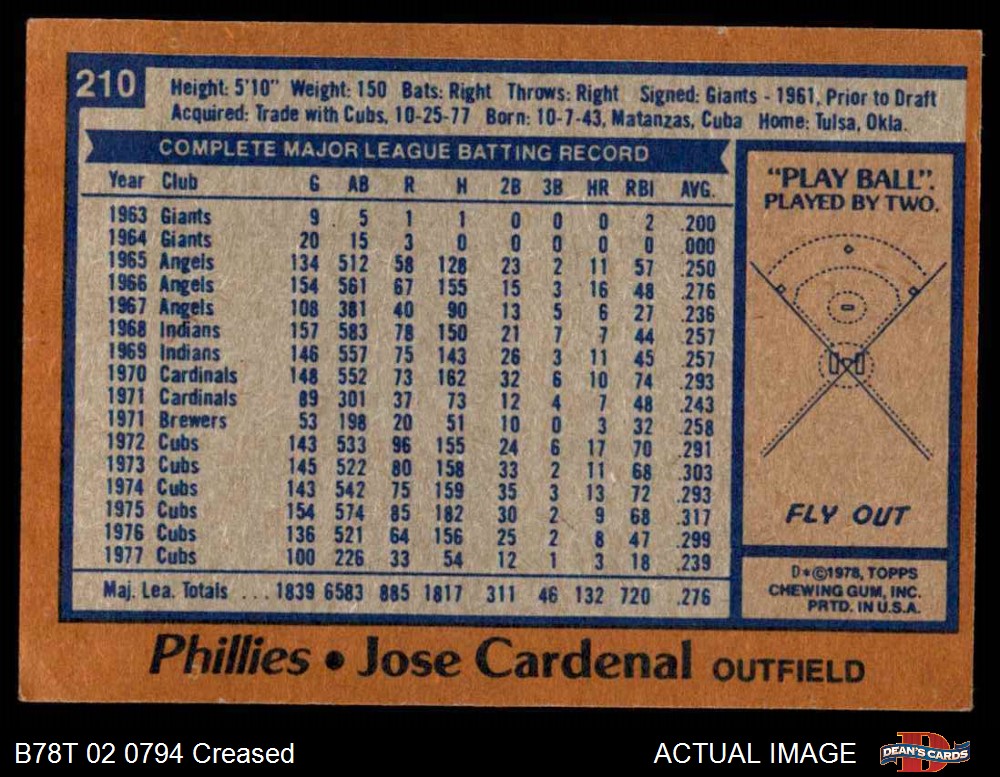 210
Height: 5'10" Weight: 150 Bats: Right Throws: Right Signed: Giants - 1961, Prior to Draft
Acquired: Trade with Cubs, 10-25-77 Born: 10-7-43, Matanzas, Cuba Home: Tulsa, Okla.
COMPLETE MAJOR LEAGUE BATTING RECORD
Year Club G AB R H 2B 3B HR RBI AVG.
1963 Giants 9 5 1 1 0 0 0 2 .200
1964 Giants 20 15 3 0 0 0 0 0 .000
1965 Angels 134 512 58 128 23 2 11 57 .250
1966 Angels 154 561 67 155 15 3 16 48 .276
1967 Angels 108 381 40 90 13 5 6 27 .236
1968 Indians 157 583 78 150 21 7 7 44 .257
1969 Indians 146 557 75 143 26 3 11 45 .257
1970 Cardinals 148 552 73 162 32 6 10 74 .293
1971 Cardinals 89 301 37 73 12 4 7 48 .243
1971 Brewers 53 198 20 51 10 0 3 32 .258
1972 Cubs 143 533 96 155 24 6 17 70 .291
1973 Cubs 145 522 80 158 33 2 11 68 .303
1974 Cubs 143 542 75 159 35 3 13 72 .293
1975 Cubs 154 574 85 182 30 2 9 68 .317
1976 Cubs 136 521 64 156 25 2 8 47 .299
1977 Cubs 100 226 33 54 12 1 3 18 .239
Maj. Lea. Totals ... 1839 6583 885 1817 311 46 132 720 .276
"PLAY BALL".
PLAYED BY TWO.
FLY OUT
D*©1978, TOPPS
CHEWING GUM, INC.
PRTD. IN U.S.A.
Phillies • Jose Cardenal OUTFIELD
B78T 02 0794 Creased
ACTUAL IMAGE
DEAN'S CARDS